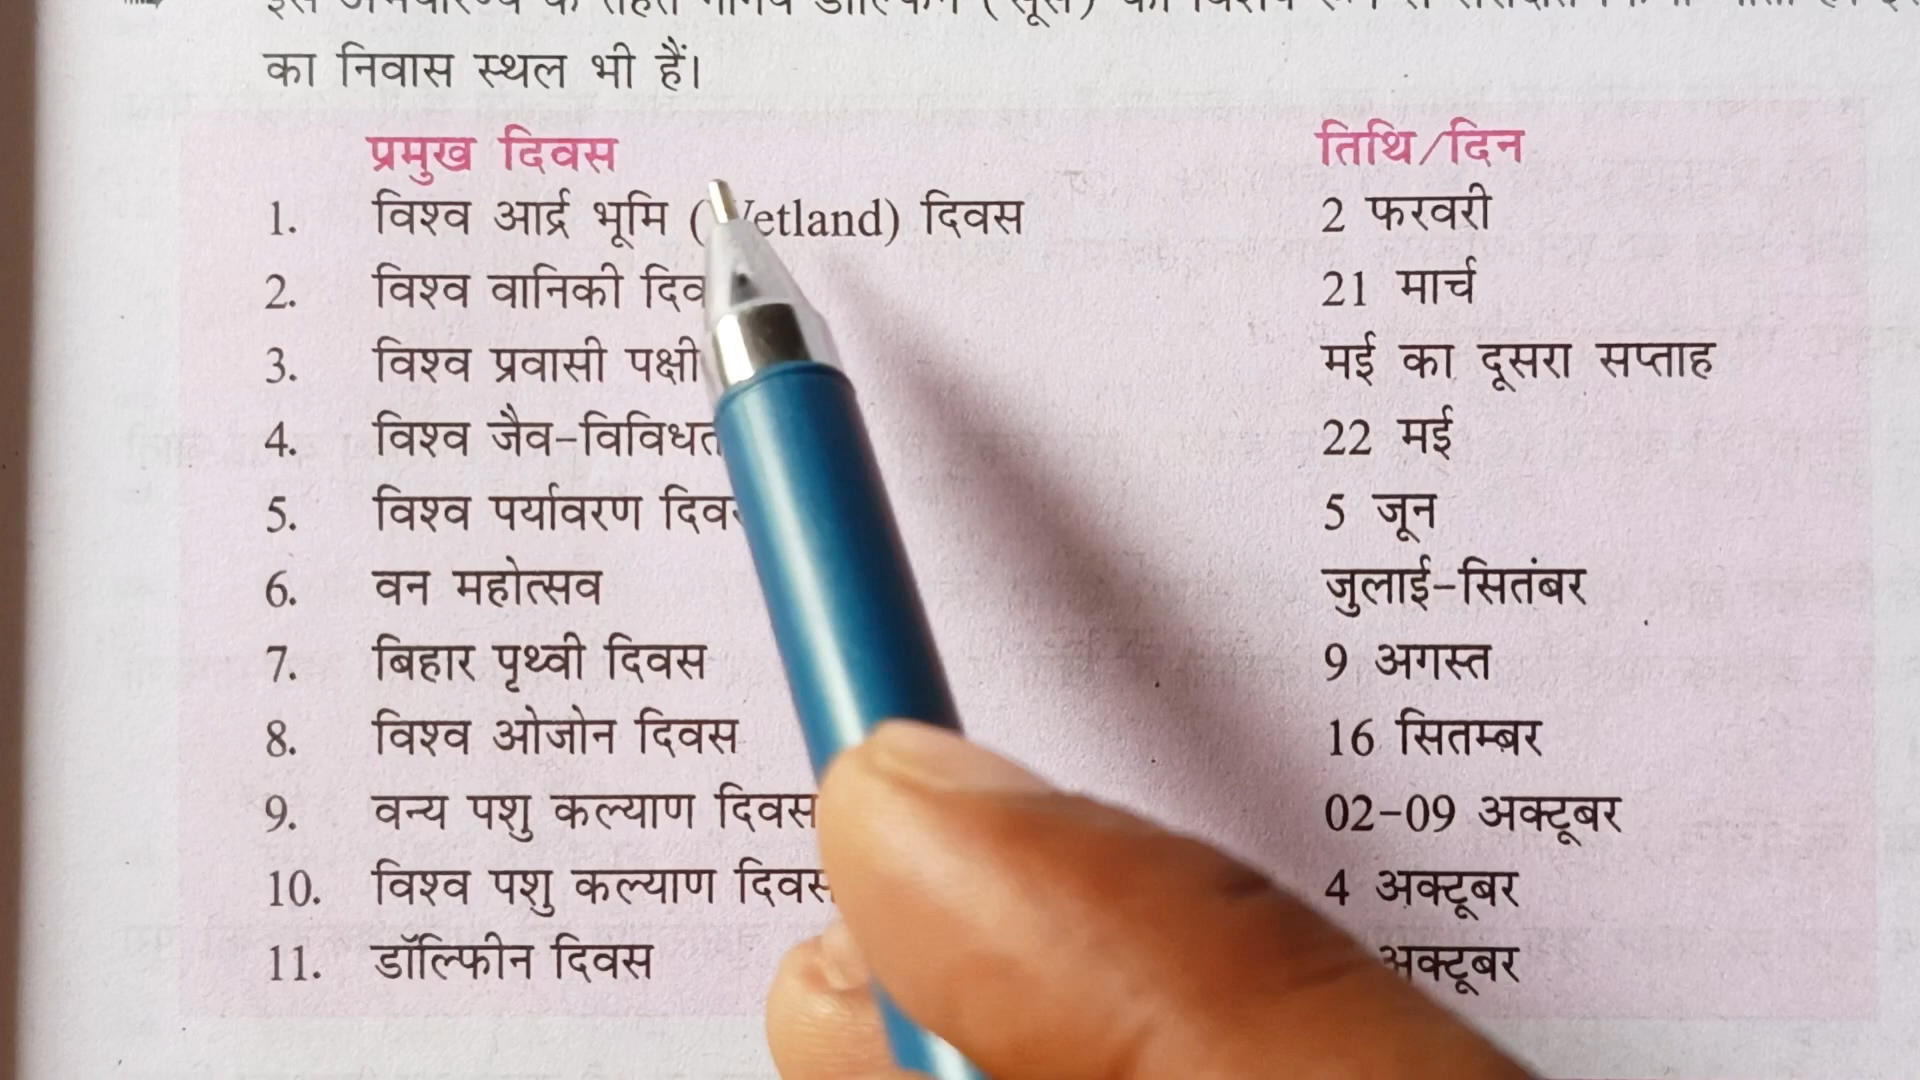 का निवास स्थल भी हैं।
प्रमुख दिवस तिथि/दिन
1. विश्व आर्द्र भूमि (Wetland) दिवस 2 फरवरी
2. विश्व वानिकी 21 मार्च
3. विश्व प्रवासी पक्षी मई का दूसरा सप्ताह
4. विश्व 22 मई
5. विश्व पर्यावरण 5 जून
6. वन महोत्सव जुलाई-सितंबर
7. बिहार पृथ्वी दिवस 9 अगस्त
8. विश्व ओजोन दिवस 16 सितम्बर
9. वन्य पशु कल्याण दिवस 02-09 अक्टूबर
10. विश्व पशु कल्याण दिवस 4 अक्टूबर
11. डॉल्फीन दिवस अक्टूबर